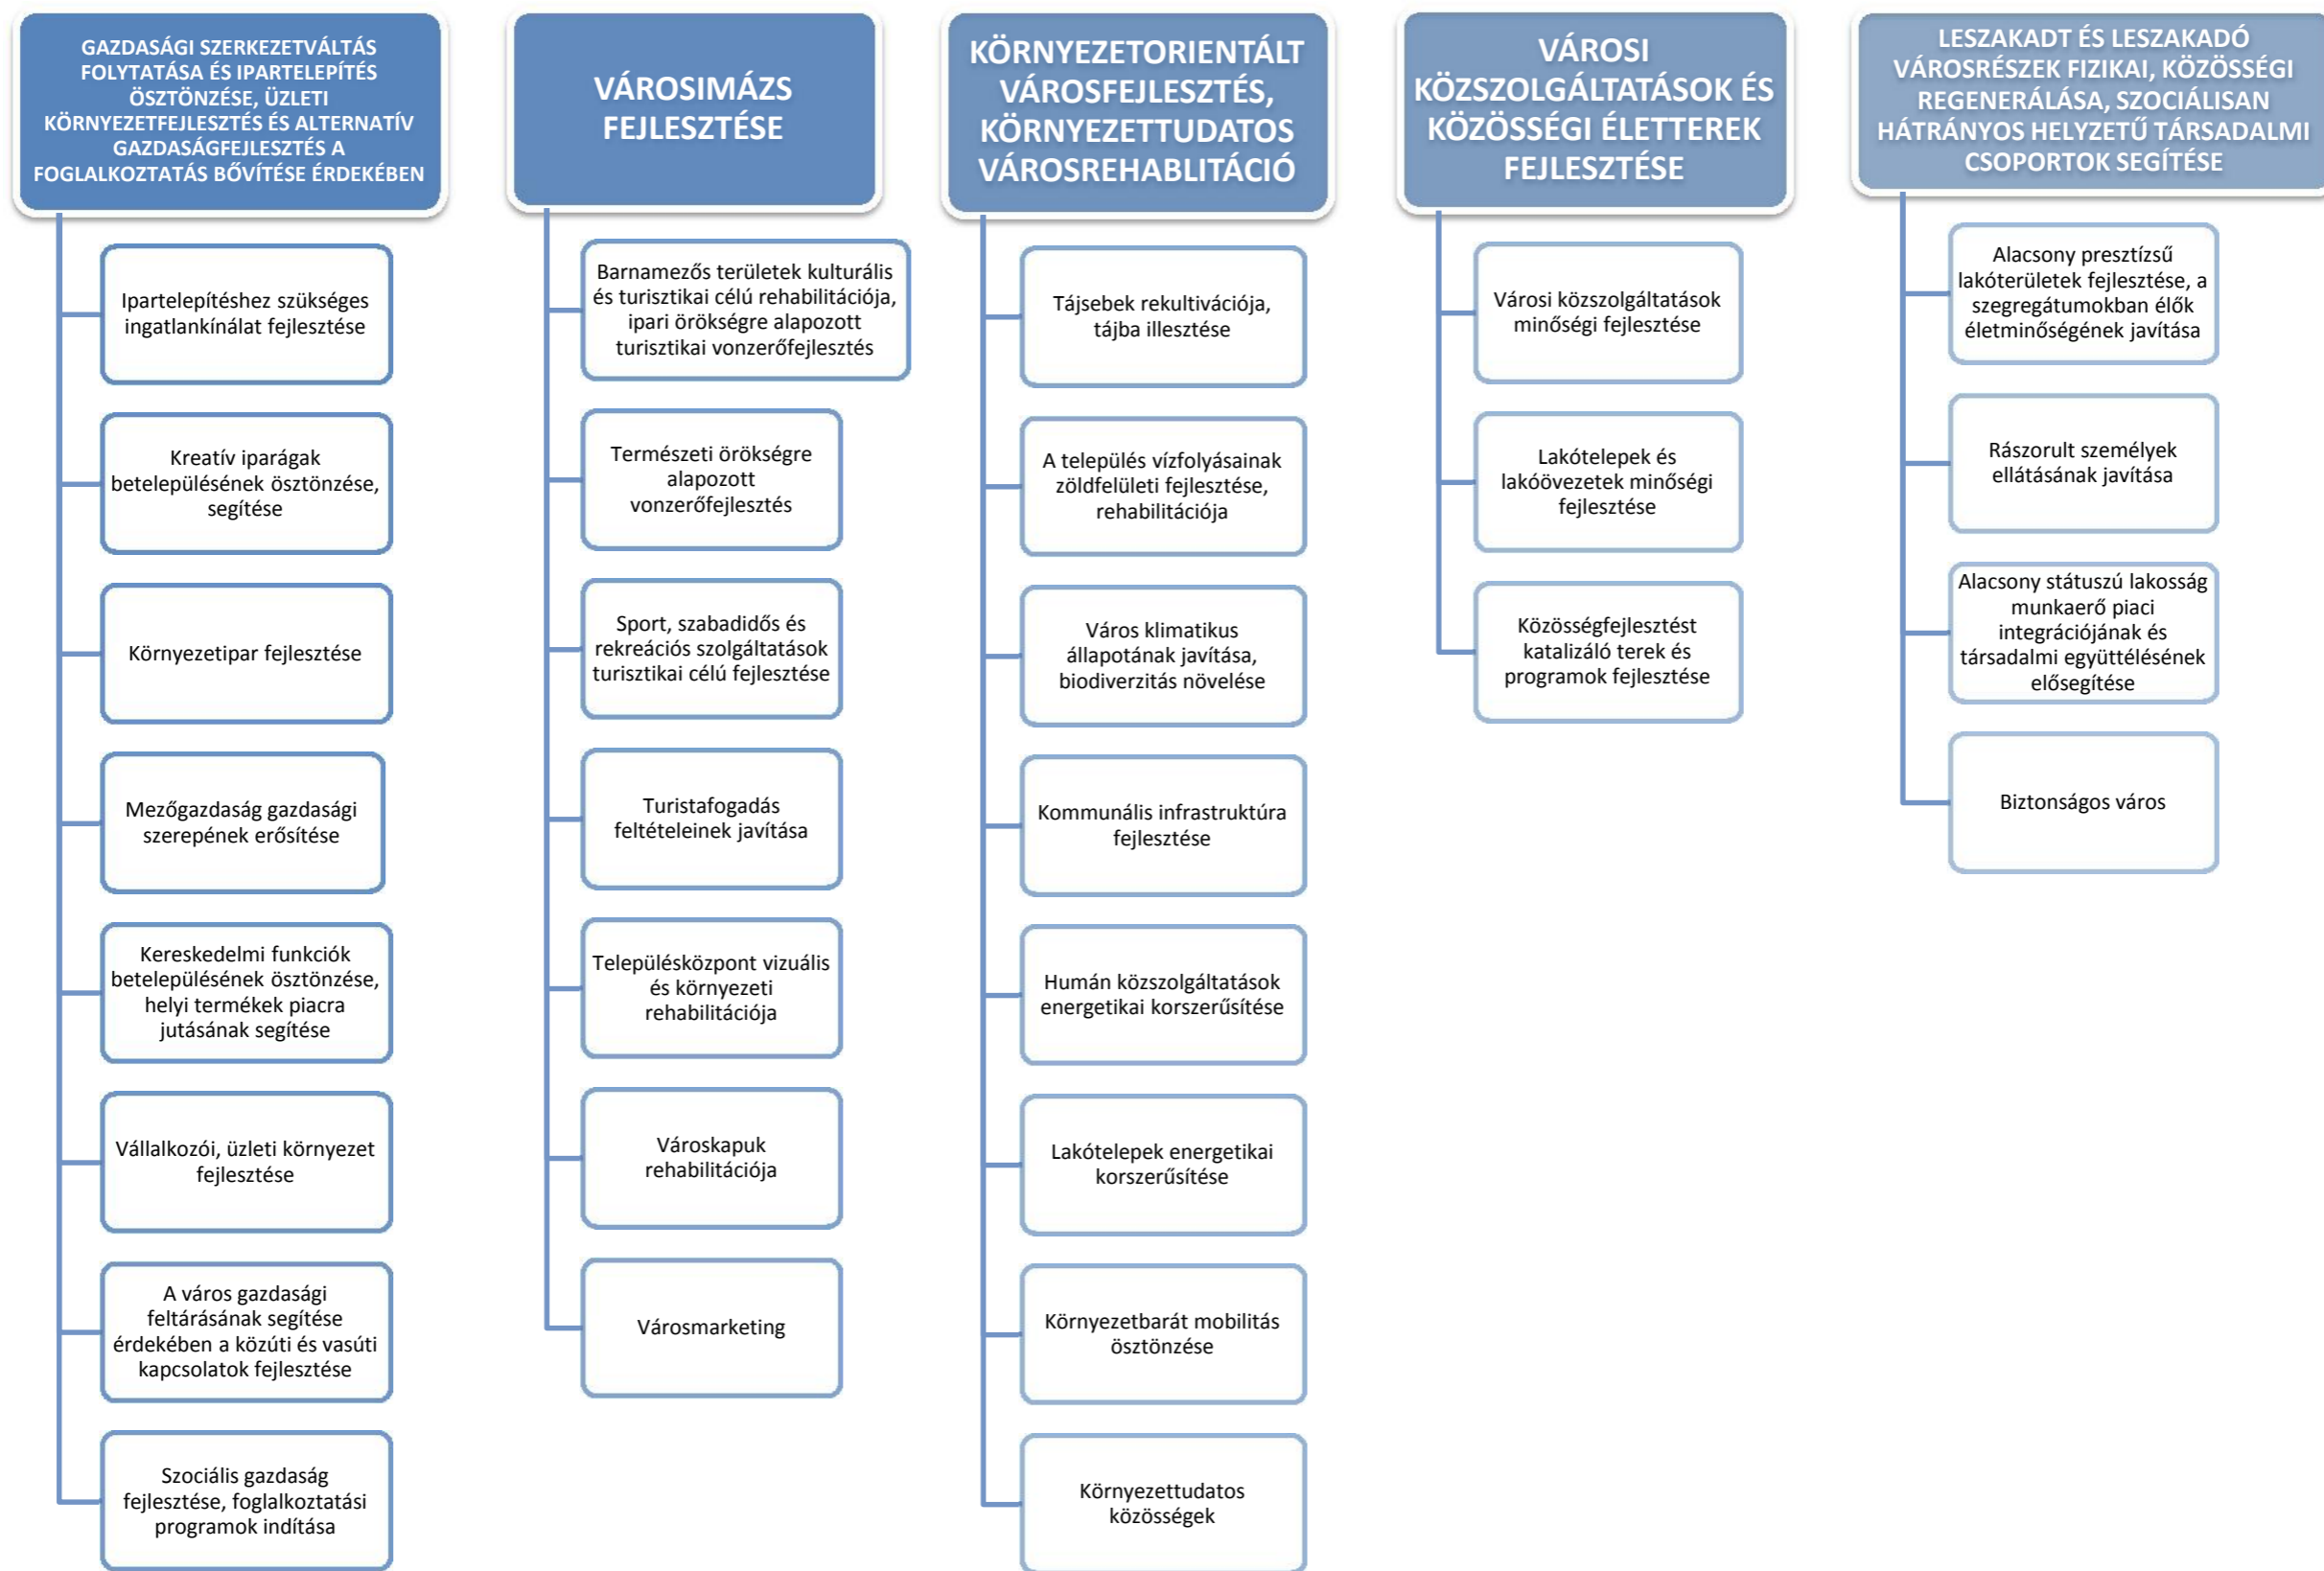 GAZDASÁGI SZERKEZETVÁLTÁS
FOLYTATÁSA ÉS IPARTELEPÍTÉS
ÖSZTÖNZÉSE, ÜZLETI
KÖRNYEZETFEJLESZTÉS ÉS ALTERNATÍV
GAZDASÁGFEJLESZTÉS A
FOGLALKOZTATÁS BŐVÍTÉSE ÉRDEKÉBEN
Ipartelepítéshez szükséges
ingatlankínálat fejlesztése
Kreatív iparágak
betelepülésének ösztönzése,
segítése
Környezetipar fejlesztése
Mezőgazdaság gazdasági
szerepének erősítése
Kereskedelmi funkciók
betelepülésének ösztönzése,
helyi termékek piacra
jutásának segítése
Vállalkozói, üzleti környezet
fejlesztése
A város gazdasági
feltárásának segítése
érdekében a közúti és vasúti
kapcsolatok fejlesztése
Szociális gazdaság
fejlesztése, foglalkoztatási
programok indítása
VÁROSIMÁZS
FEJLESZTÉSE
Barnamezős területek kulturális
és turisztikai célú rehabilitációja,
ipari örökségre alapozott
turisztikai vonzerőfejlesztés
Természeti örökségre
alapozott
vonzerőfejlesztés
Sport, szabadidős és
rekreációs szolgáltatások
turisztikai célú fejlesztése
Turistafogadás
feltételeinek javítása
Településközpont vizuális
és környezeti
rehabilitációja
Városkapuk
rehabilitációja
Városmarketing
KÖRNYEZETORIENTÁLT
VÁROSFEJLESZTÉS,
KÖRNYEZETTUDATOS
VÁROSREHABLITÁCIÓ
Tájsebek rekultivációja,
tájba illesztése
A település vízfolyásainak
zöldfelületi fejlesztése,
rehabilitációja
Város klimatikus
állapotának javítása,
biodiverzitás növelése
Kommunális infrastruktúra
fejlesztése
Humán közszolgáltatások
energetikai korszerűsítése
Lakótelepek energetikai
korszerűsítése
Környezetbarát mobilitás
ösztönzése
Környezettudatos
közösségek
VÁROSI
KÖZSZOLGÁLTATÁSOK ÉS
KÖZÖSSÉGI ÉLETTEREK
FEJLESZTÉSE
Városi közszolgáltatások
minőségi fejlesztése
Lakótelepek és
lakóövezetek minőségi
fejlesztése
Közösségfejlesztést
katalizáló terek és
programok fejlesztése
LESZAKADT ÉS LESZAKADÓ
VÁROSRÉSZEK FIZIKAI, KÖZÖSSÉGI
REGENERÁLÁSA, SZOCIÁLISAN
HÁTRÁNYOS HELYZETŰ TÁRSADALMI
CSOPORTOK SEGÍTÉSE
Alacsony presztízsű
lakóterületek fejlesztése, a
szegregátumokban élők
életminőségének javítása
Rászorult személyek
ellátásának javítása
Alacsony státuszú lakosság
munkaerő piaci
integrációjának és
társadalmi együttélésének
elősegítése
Biztonságos város